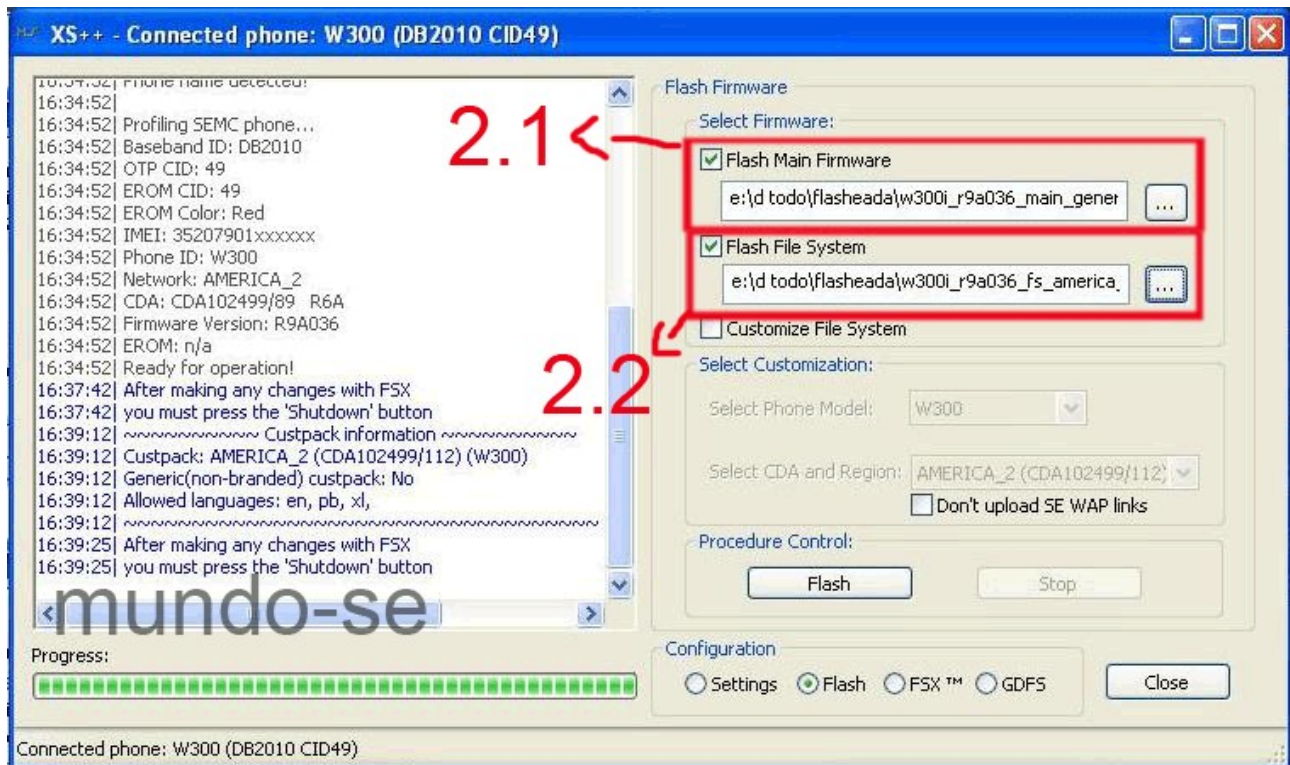 XS++ - Connected phone: W300 (DB2010 CID49)
16:34:52| Phone name detected!
16:34:52|
16:34:52| Profiling SEMC phone...
16:34:52| Baseband ID: DB2010
16:34:52| OTP CID: 49
16:34:52| EROM CID: 49
16:34:52| EROM Color: Red
16:34:52| IMEI: 35207901xxxxxx
16:34:52| Phone ID: W300
16:34:52| Network: AMERICA_2
16:34:52| CDA: CDA102499/89 R6A
16:34:52| Firmware Version: R9A036
16:34:52| EROM: n/a
16:34:52| Ready for operation!
16:37:42| After making any changes with FSX
16:37:42| you must press the 'Shutdown' button
16:39:12| ~~~~~~~~~~~ Custpack information ~~~~~~~~~~~
16:39:12| Custpack: AMERICA_2 (CDA102499/112) (W300)
16:39:12| Generic(non-branded) custpack: No
16:39:12| Allowed languages: en, pb, xl,
16:39:12| ~~~~~~~~~~~~~~~~~~~~~~~~~~~~~~~~~~~~~~
16:39:25| After making any changes with FSX
16:39:25| you must press the 'Shutdown' button
mundo-se
Progress:
2.1
2.2
Flash Firmware
Select Firmware:
Flash Main Firmware
e:\d todo\flasheada\w300i_r9a036_main_gener
...
Flash File System
e:\d todo\flasheada\w300i_r9a036_fs_america_
...
Customize File System
Select Customization:
Select Phone Model: W300
Select CDA and Region: AMERICA_2 (CDA102499/112)
Don't upload SE WAP links
Procedure Control:
Flash Stop
Configuration
Settings Flash FSX ™ GDFS Close
Connected phone: W300 (DB2010 CID49)